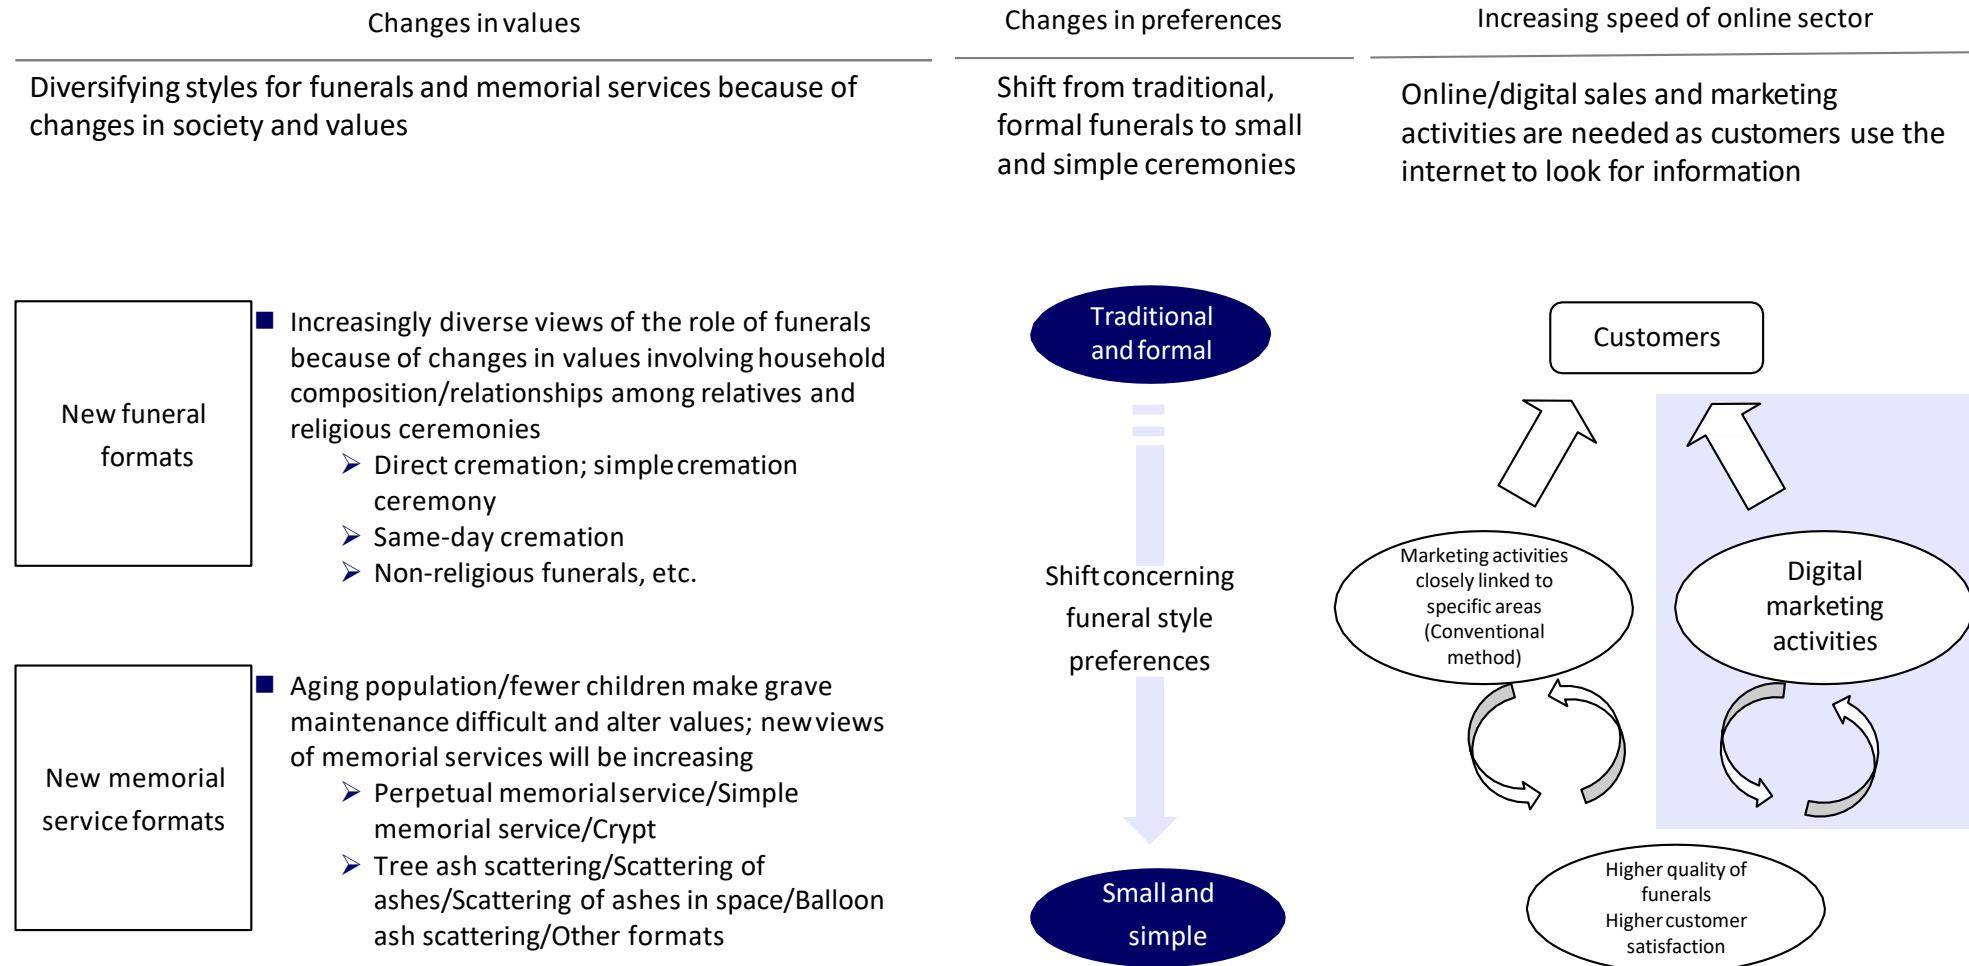 Changes in values
Diversifying styles for funerals and memorial services because of
changes in society and values
New funeral
formats
Increasingly diverse views of the role of funerals
because of changes in values involving household
composition/relationships among relatives and
religious ceremonies
Direct cremation; simple cremation
ceremony
Same-day cremation
Non-religious funerals, etc.
New memorial
service formats
Aging population/fewer children make grave
maintenance difficult and alter values; new views
of memorial services will be increasing
Perpetual memorial service/Simple
memorial service/Crypt
Tree ash scattering/Scattering of
ashes/Scattering of ashes in space/Balloon
ash scattering/Other formats
Changes in preferences
Shift from traditional,
formal funerals to small
and simple ceremonies
Traditional
and formal
Shift concerning
funeral style
preferences
Small and
simple
Increasing speed of online sector
Online/digital sales and marketing
activities are needed as customers use the
internet to look for information
Customers
Marketing activities
closely linked to
specific areas
(Conventional
method)
Digital
marketing
activities
Higher quality of
funerals
Higher customer
satisfaction